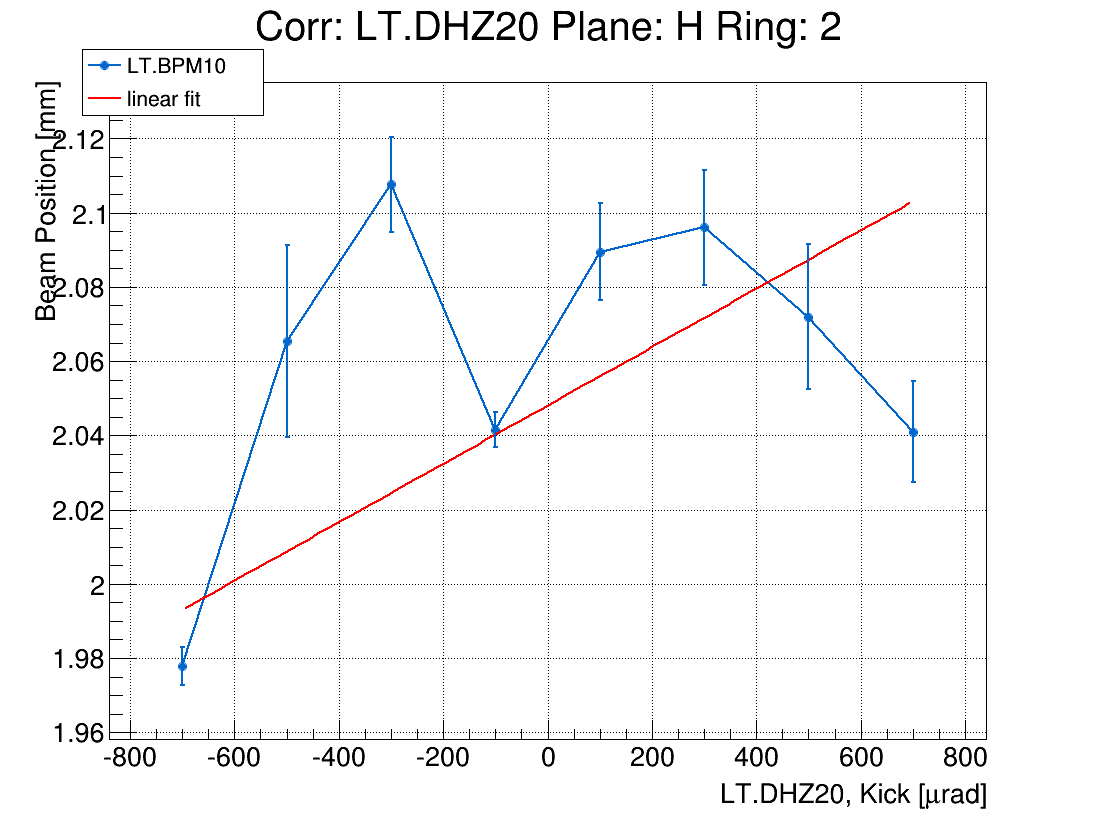 Corr: LT.DHZ20 Plane: H Ring: 2
LT.BPM10
linear fit
Beam Position [mm]
2.12
2.1
2.08
2.06
2.04
2.02
2
1.98
1.96
-800 -600 -400 -200 0 200 400 600 800
LT.DHZ20, Kick [μrad]